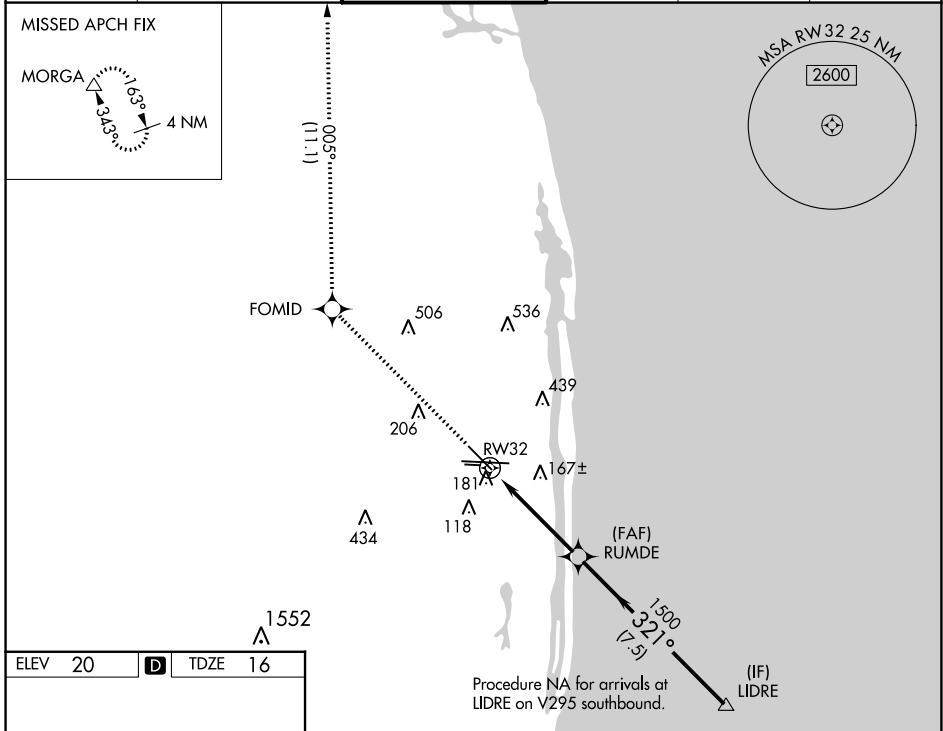 MISSED APCH FIX
MORGA
163°
343°
4 NM
005°
(11.1)
MSA RW32 25 NM
2600
FOMID
506
536
439
206
RW32
181
167±
118
434
(FAF)
RUMDE
1552
1500
321°
(7.5)
(IF)
LIDRE
ELEV 20 D TDZE 16
Procedure NA for arrivals at
LIDRE on V295 southbound.